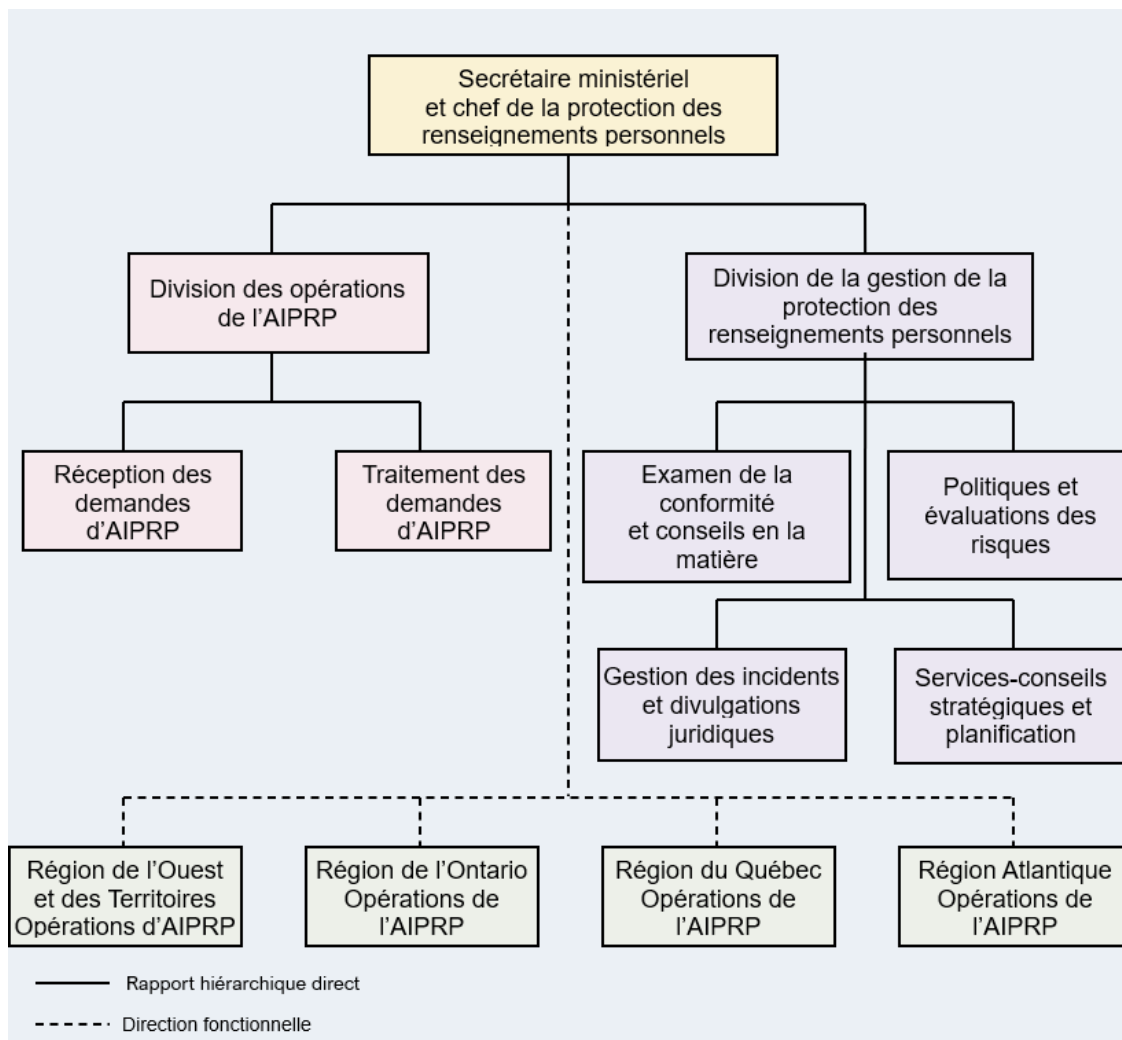 Secrétaire ministériel
et chef de la protection des
renseignements personnels
Division des opérations
de l’AIPRP
Division de la gestion de la
protection des
renseignements personnels
Réception des
demandes
d’AIPRP
Traitement des
demandes
d’AIPRP
Examen de la
conformité
et conseils en la
matière
Politiques et
évaluations des
risques
Gestion des incidents
et divulgations
juridiques
Services-conseils
stratégiques et
planification
Région de l’Ouest
et des Territoires
Opérations d’AIPRP
Région de l’Ontario
Opérations de
l’AIPRP
Région du Québec
Opérations de
l’AIPRP
Région Atlantique
Opérations de
l’AIPRP
Rapport hiérarchique direct
Direction fonctionnelle